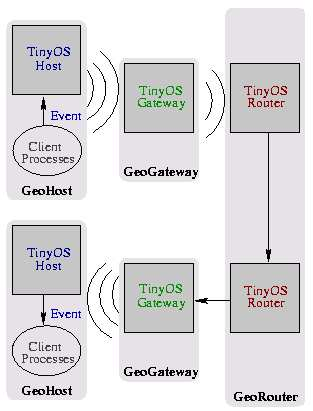 TinyOS
Host
Event
Client
Processes
GeoHost
TinyOS
Gateway
GeoGateway
TinyOS
Router
TinyOS
Host
Event
Client
Processes
GeoHost
TinyOS
Gateway
GeoGateway
TinyOS
Router
GeoRouter